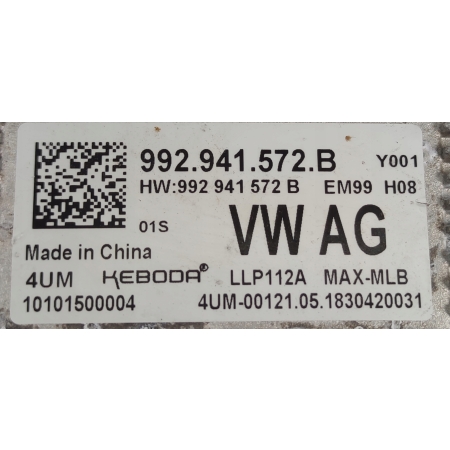 992.941.572.B Y001
HW:992 941 572 B EM99 H08
01S VW AG
Made in China
4UM KEBODA® LLP112A MAX-MLB
10101500004 4UM-00121.05.1830420031